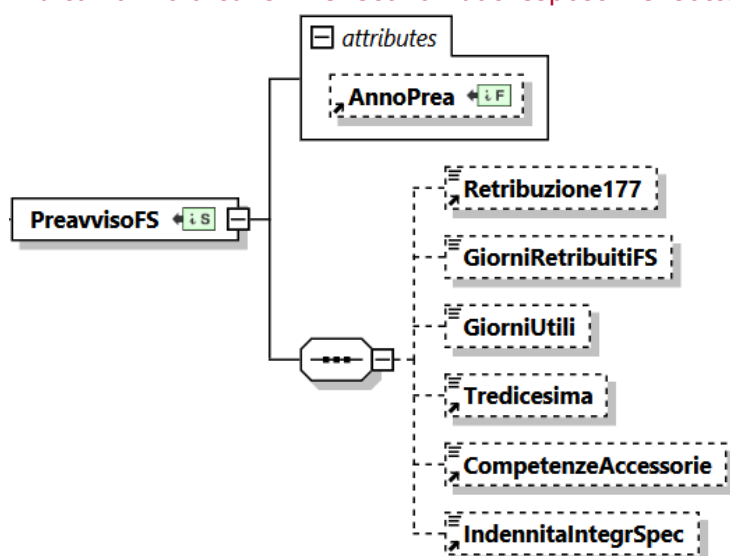 attributes
AnnoPrea
i F
PreavvisoFS
i S
Retribuzione177
GiorniRetribuitiFS
GiorniUtili
Tredicesima
CompetenzeAccessorie
IndennitaIntegrSpec